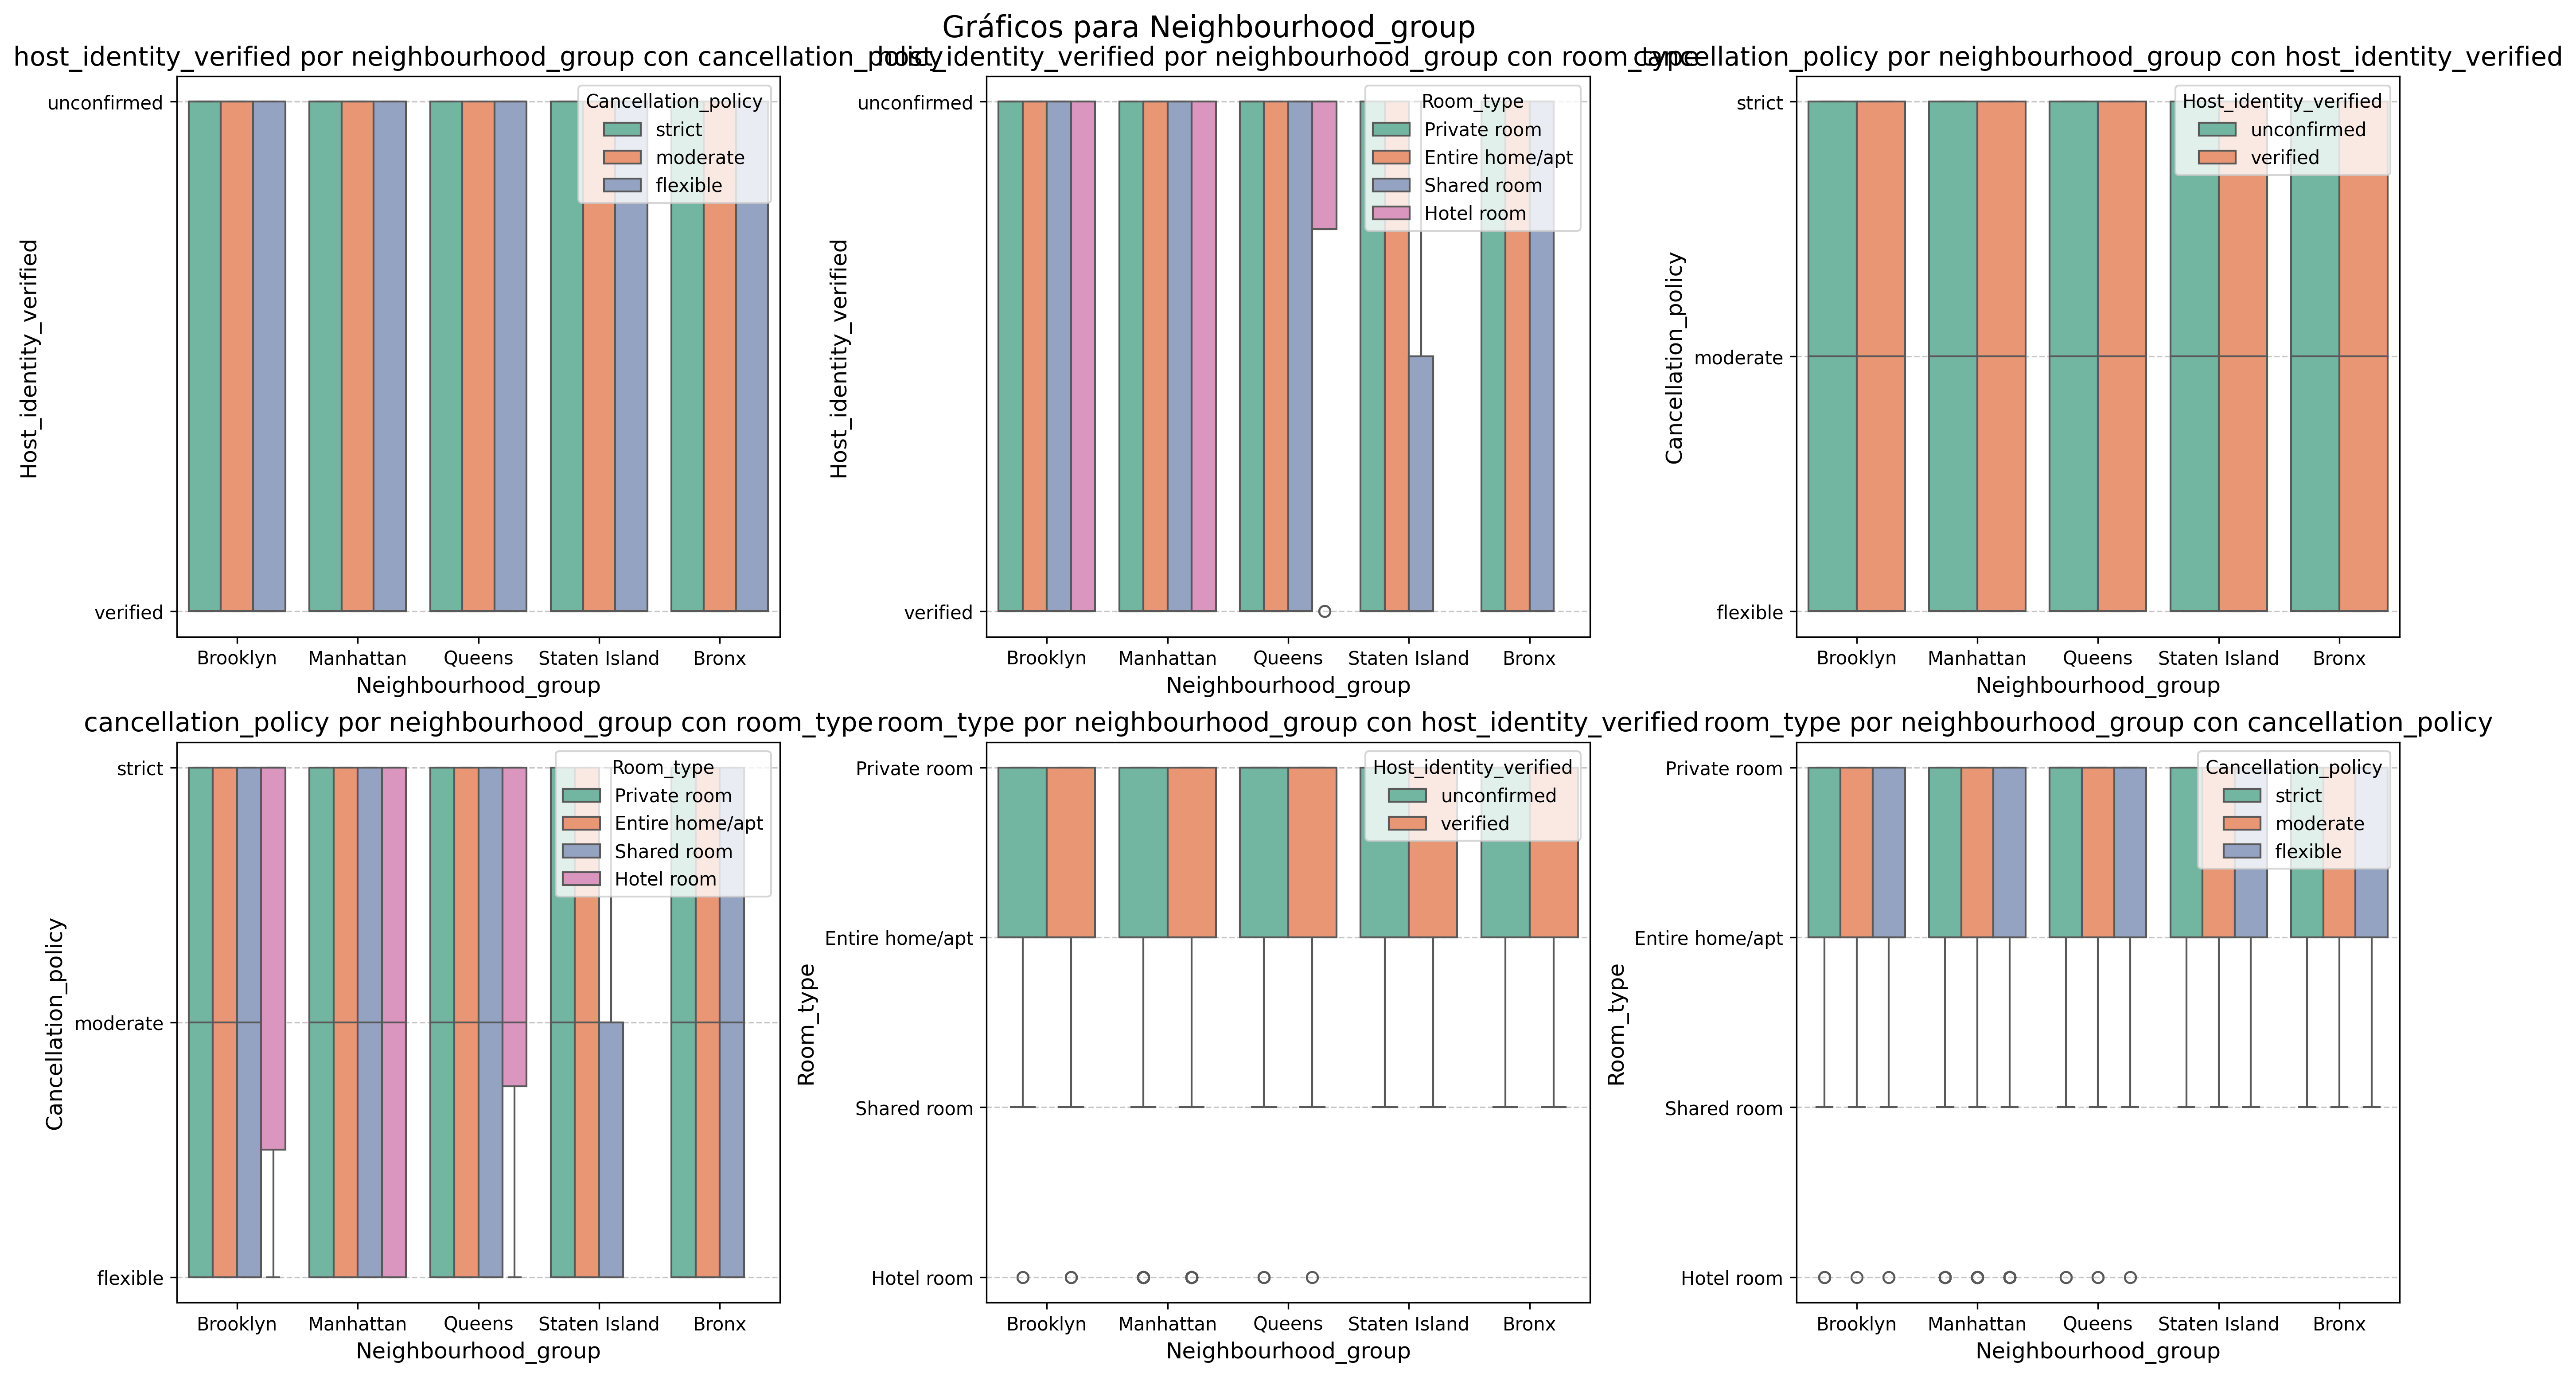 Gráficos para Neighbourhood_group
host_identity_verified por neighbourhood_group con cancellation_policy
unconfirmed
verified
Host_identity_verified
Cancellation_policy
strict
moderate
flexible
Brooklyn Manhattan Queens Staten Island Bronx
Neighbourhood_group
host_identity_verified por neighbourhood_group con room_type
unconfirmed
verified
Host_identity_verified
Room_type
Private room
Entire home/apt
Shared room
Hotel room
Brooklyn Manhattan Queens Staten Island Bronx
Neighbourhood_group
cancellation_policy por neighbourhood_group con host_identity_verified
strict
moderate
flexible
Cancellation_policy
Host_identity_verified
unconfirmed
verified
Brooklyn Manhattan Queens Staten Island Bronx
Neighbourhood_group
cancellation_policy por neighbourhood_group con room_type
strict
moderate
flexible
Cancellation_policy
Room_type
Private room
Entire home/apt
Shared room
Hotel room
Brooklyn Manhattan Queens Staten Island Bronx
Neighbourhood_group
room_type por neighbourhood_group con host_identity_verified
Private room
Entire home/apt
Shared room
Hotel room
Room_type
Host_identity_verified
unconfirmed
verified
Brooklyn Manhattan Queens Staten Island Bronx
Neighbourhood_group
room_type por neighbourhood_group con cancellation_policy
Private room
Entire home/apt
Shared room
Hotel room
Room_type
Cancellation_policy
strict
moderate
flexible
Brooklyn Manhattan Queens Staten Island Bronx
Neighbourhood_group